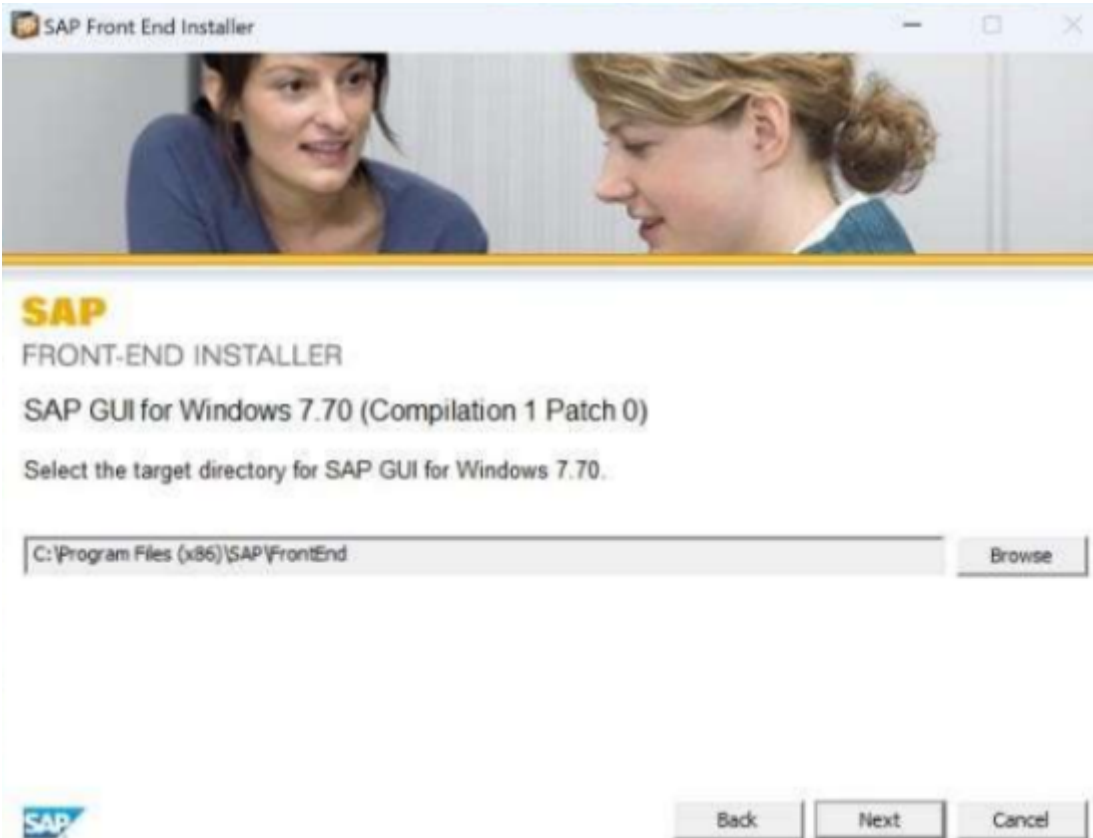 SAP Front End Installer
SAP
FRONT-END INSTALLER
SAP GUI for Windows 7.70 (Compilation 1 Patch 0)
Select the target directory for SAP GUI for Windows 7.70.
C:\Program Files (x86)\SAP\FrontEnd
Browse
SAP
Back
Next
Cancel